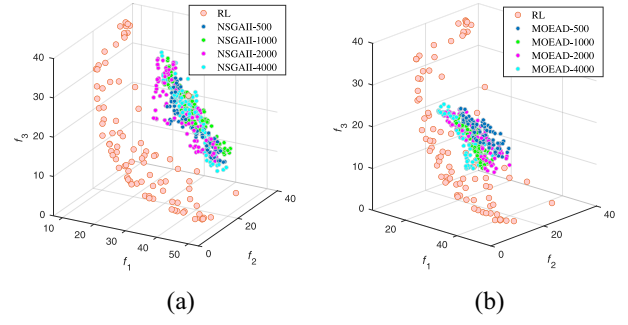 RL
NSGAII-500
NSGAII-1000
NSGAII-2000
NSGAII-4000
40
30
20
10
0
f3
10
20
30
40
50
f1
0
20
40
f2
(a)
RL
MOEAD-500
MOEAD-1000
MOEAD-2000
MOEAD-4000
40
30
20
10
0
f3
20
40
f1
0
20
40
f2
(b)